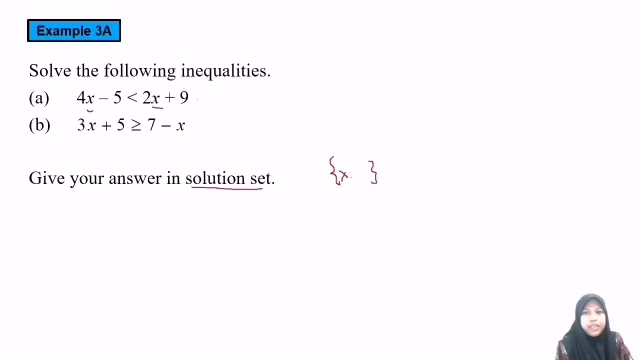 Example 3A
Solve the following inequalities.
(a) 4x – 5 < 2x + 9
(b) 3x + 5 ≥ 7 – x
Give your answer in solution set. {x: }